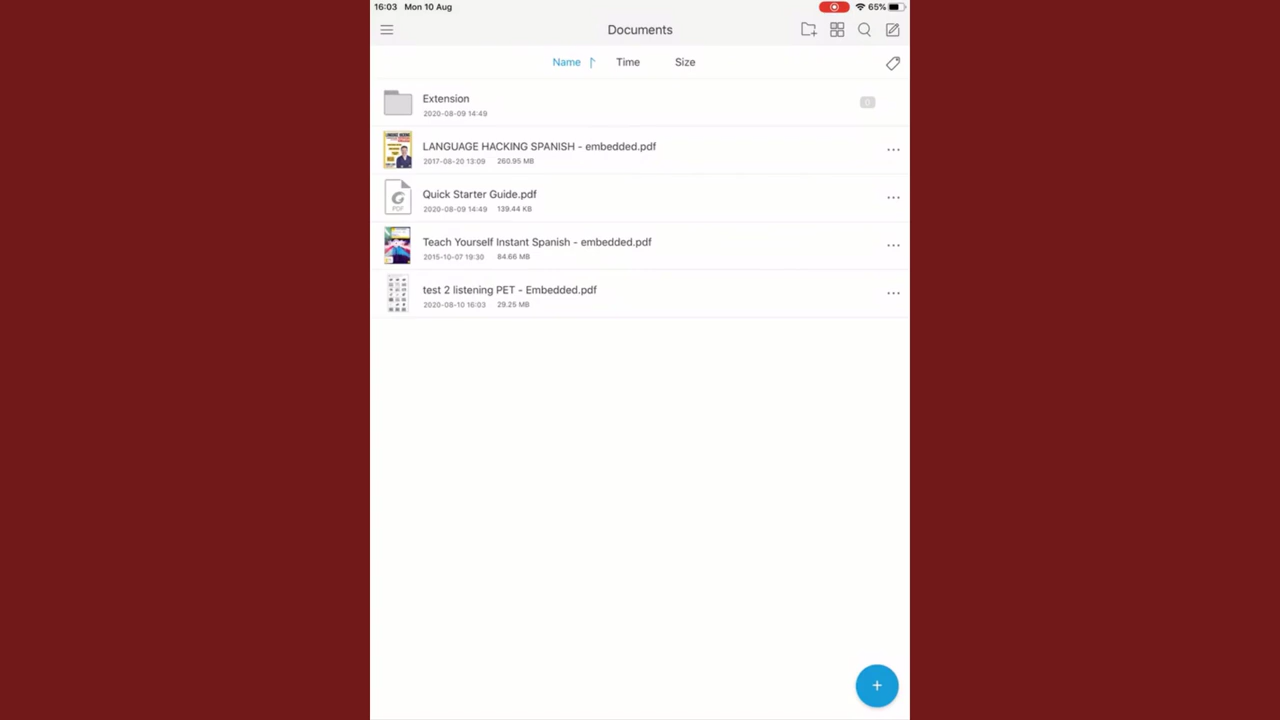 16:03 Mon 10 Aug 65%
Documents
Name Time Size
Extension
2020-08-09 14:49
0
LANGUAGE HACKING SPANISH - embedded.pdf
2017-08-20 13:09 260.95 MB
Quick Starter Guide.pdf
2020-08-09 14:49 139.44 KB
PDF
Teach Yourself Instant Spanish - embedded.pdf
2015-10-07 19:30 84.66 MB
test 2 listening PET - Embedded.pdf
2020-08-10 16:03 29.25 MB